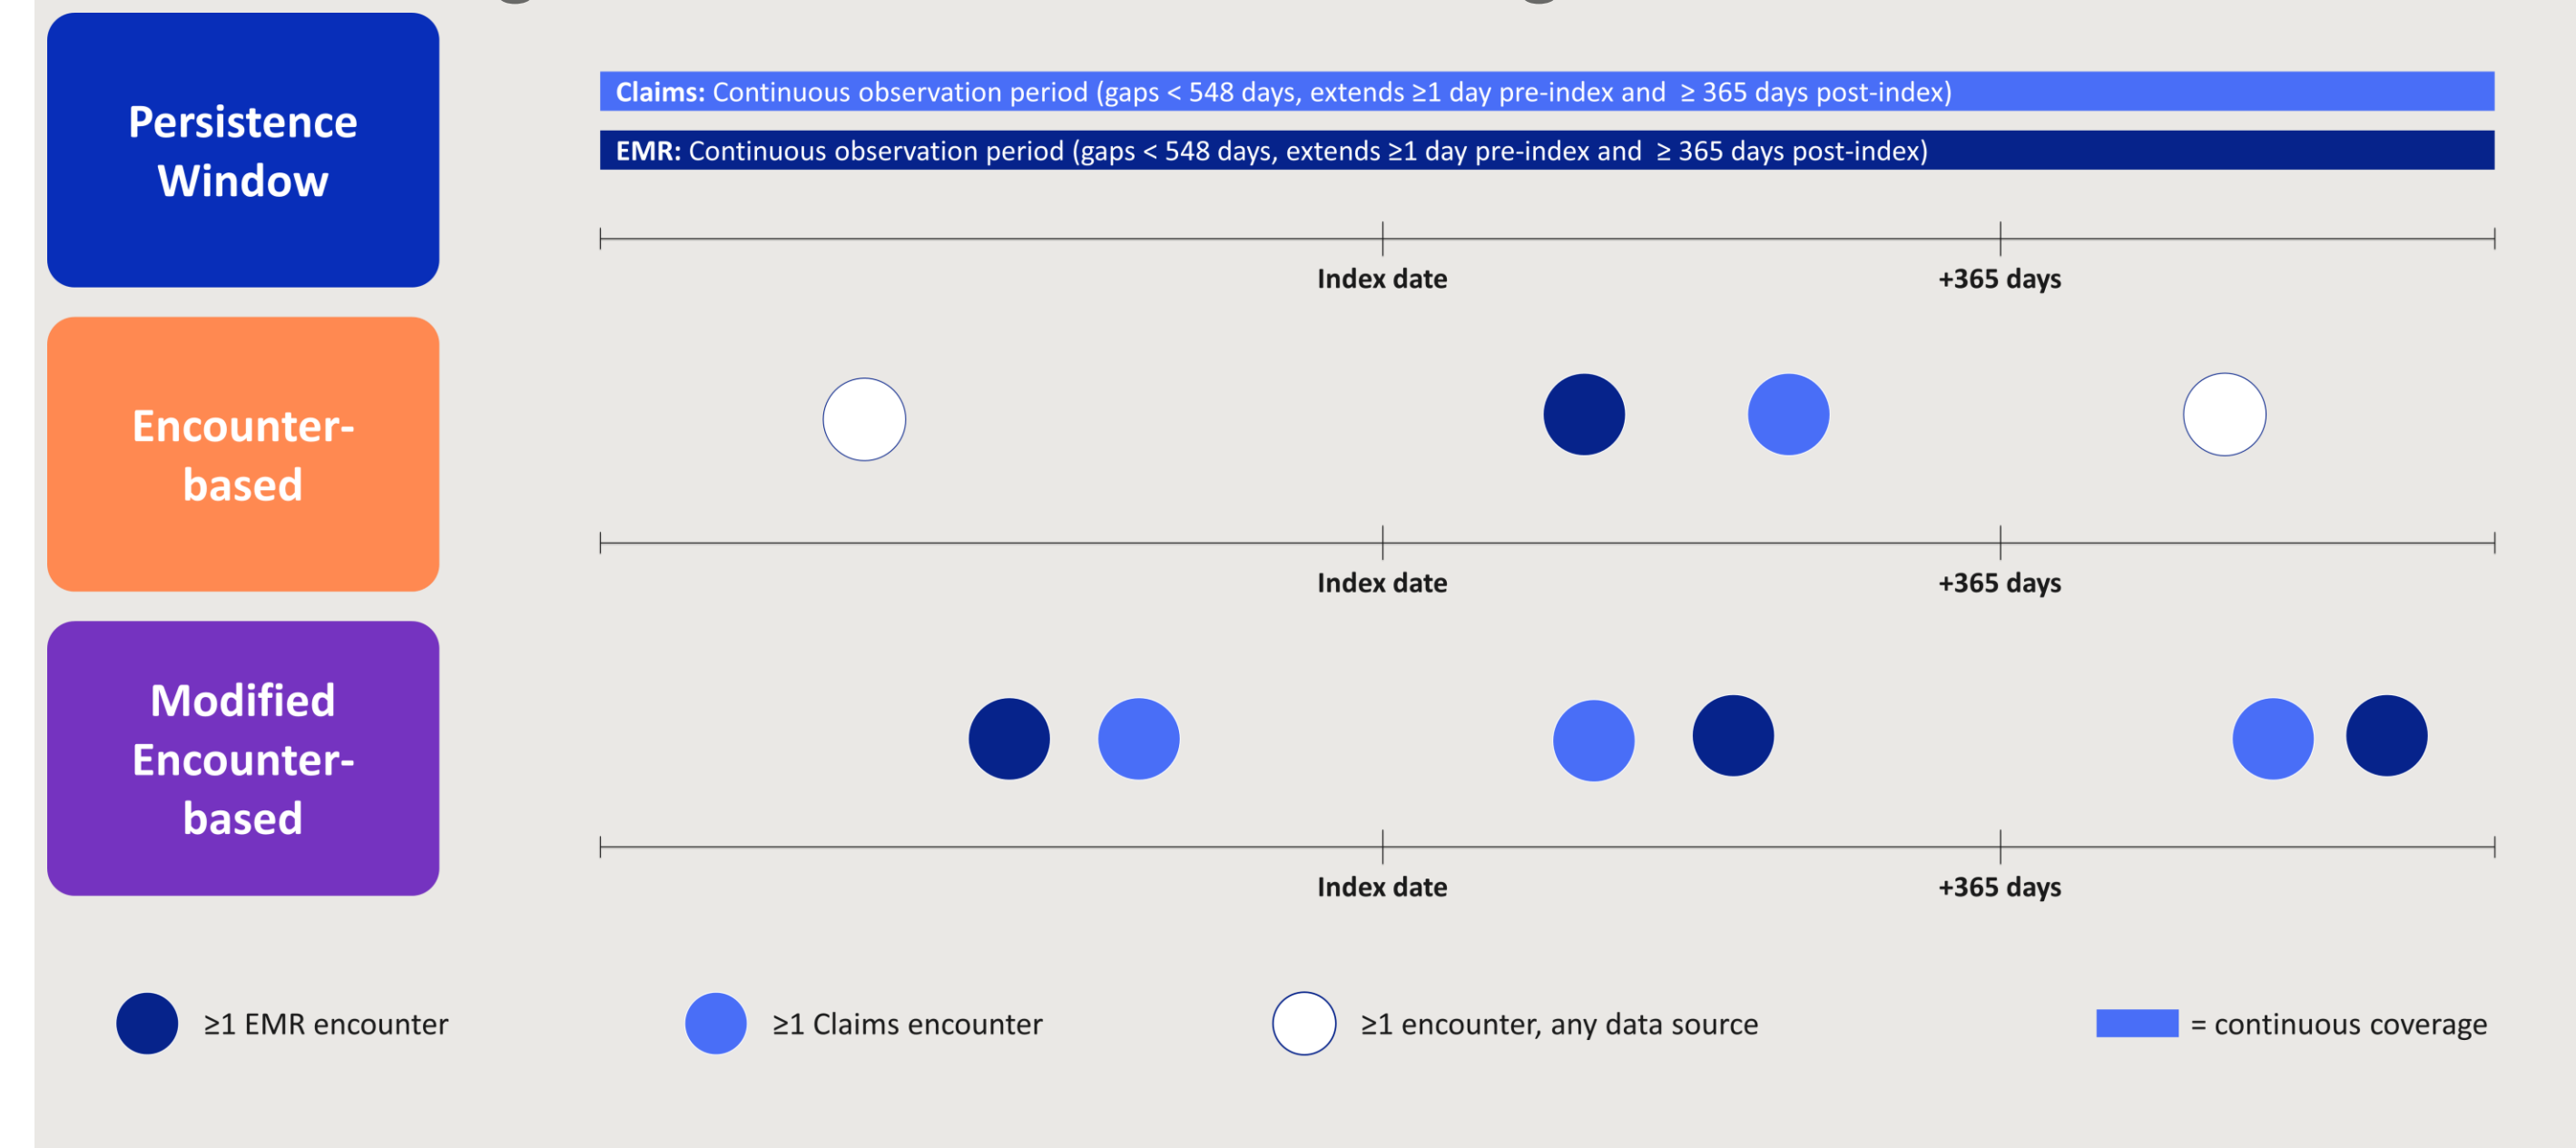 Persistence
Window
Claims: Continuous observation period (gaps < 548 days, extends ≥1 day pre-index and ≥ 365 days post-index)
EMR: Continuous observation period (gaps < 548 days, extends ≥1 day pre-index and ≥ 365 days post-index)
Index date
+365 days
Encounter-
based
Index date
+365 days
Modified
Encounter-
based
Index date
+365 days
≥1 EMR encounter
≥1 Claims encounter
≥1 encounter, any data source
= continuous coverage